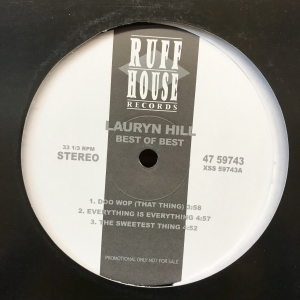 RUFF
HOUSE
RECORDS
LAURYN HILL
BEST OF BEST
33 1/3 RPM
STEREO
47 59743
XSS 59743A
1. DOO WOP (THAT THING) 3:58
2. EVERYTHING IS EVERYTHING 4:57
3. THE SWEETEST THING 4:52
PROMOTIONAL ONLY NOT FOR SALE